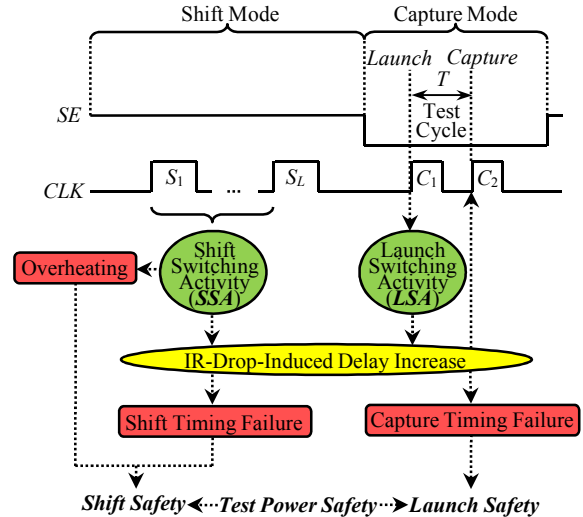 Shift Mode
Capture Mode
Launch
Capture
T
SE
Test
Cycle
CLK
S1
...
SL
C1
C2
Shift
Switching
Activity
(SSA)
Launch
Switching
Activity
(LSA)
Overheating
IR-Drop-Induced Delay Increase
Shift Timing Failure
Capture Timing Failure
Shift Safety
Test Power Safety
Launch Safety